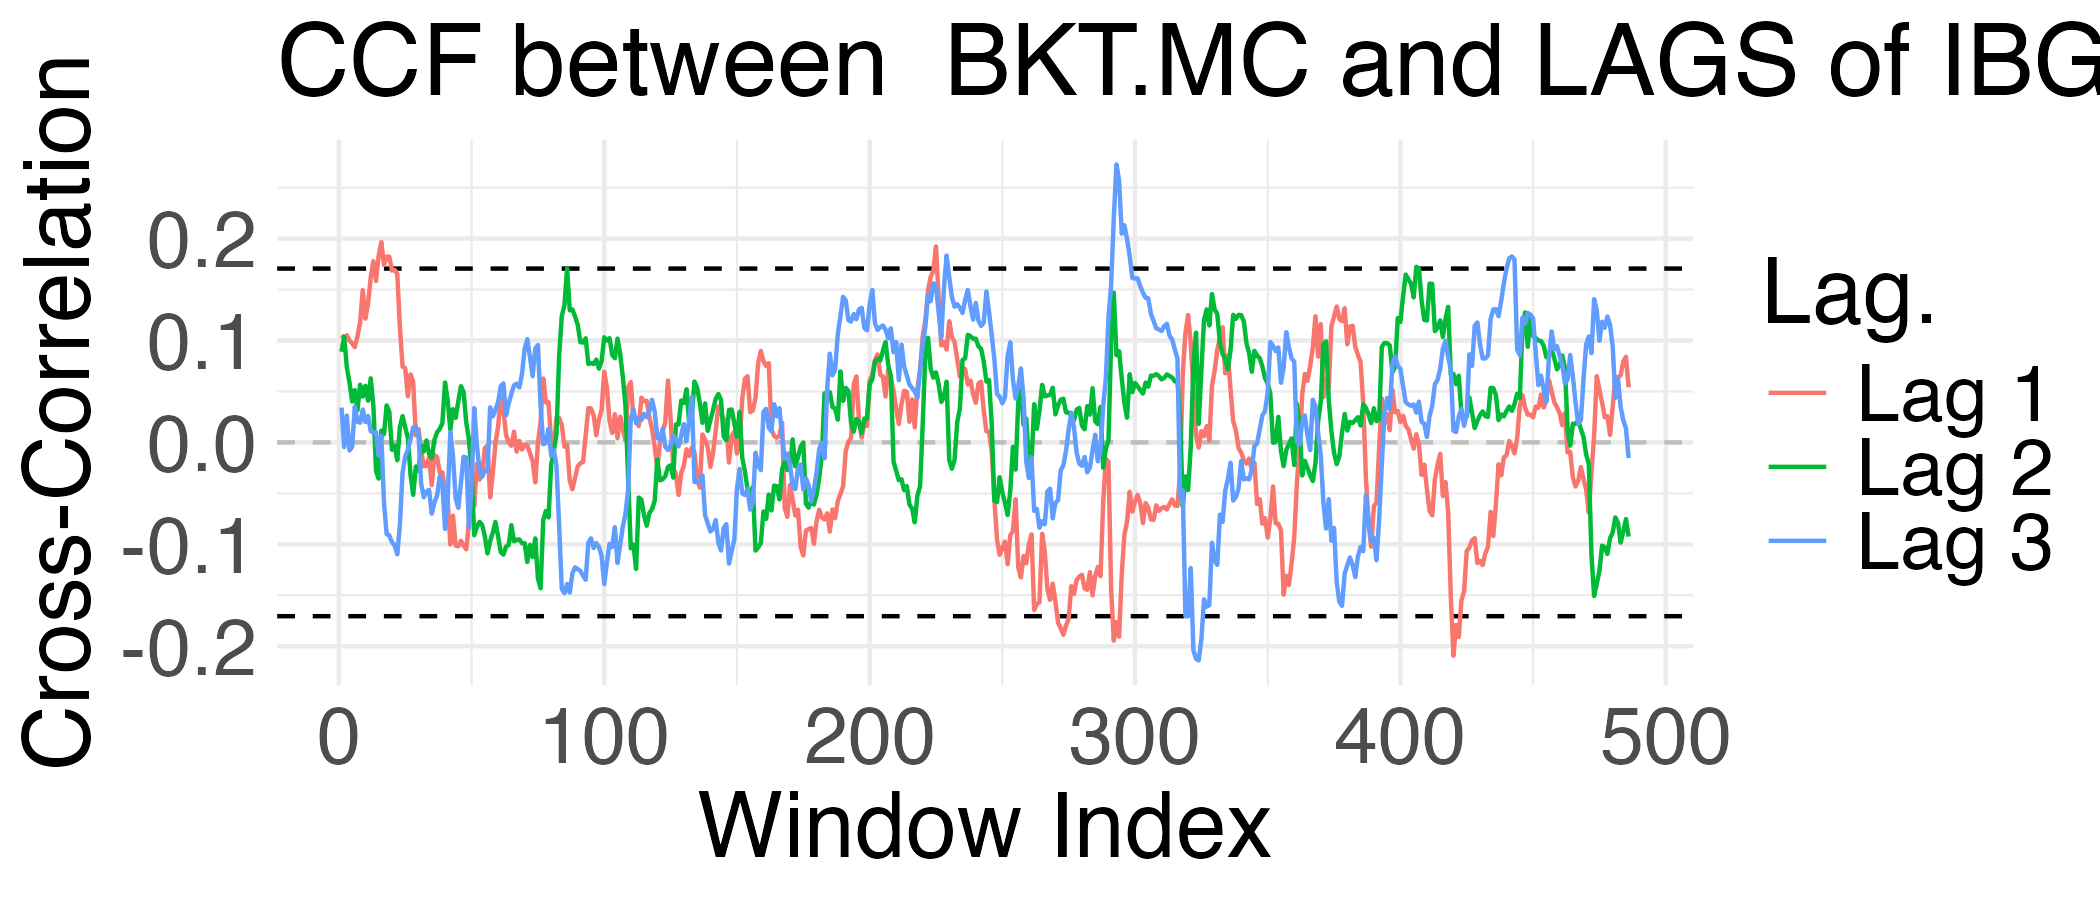 CCF between  BKT.MC and LAGS of IBG
Cross-Correlation
0.2
0.1
0.0
-0.1
-0.2
0 100 200 300 400 500
Window Index
Lag.
Lag 1
Lag 2
Lag 3